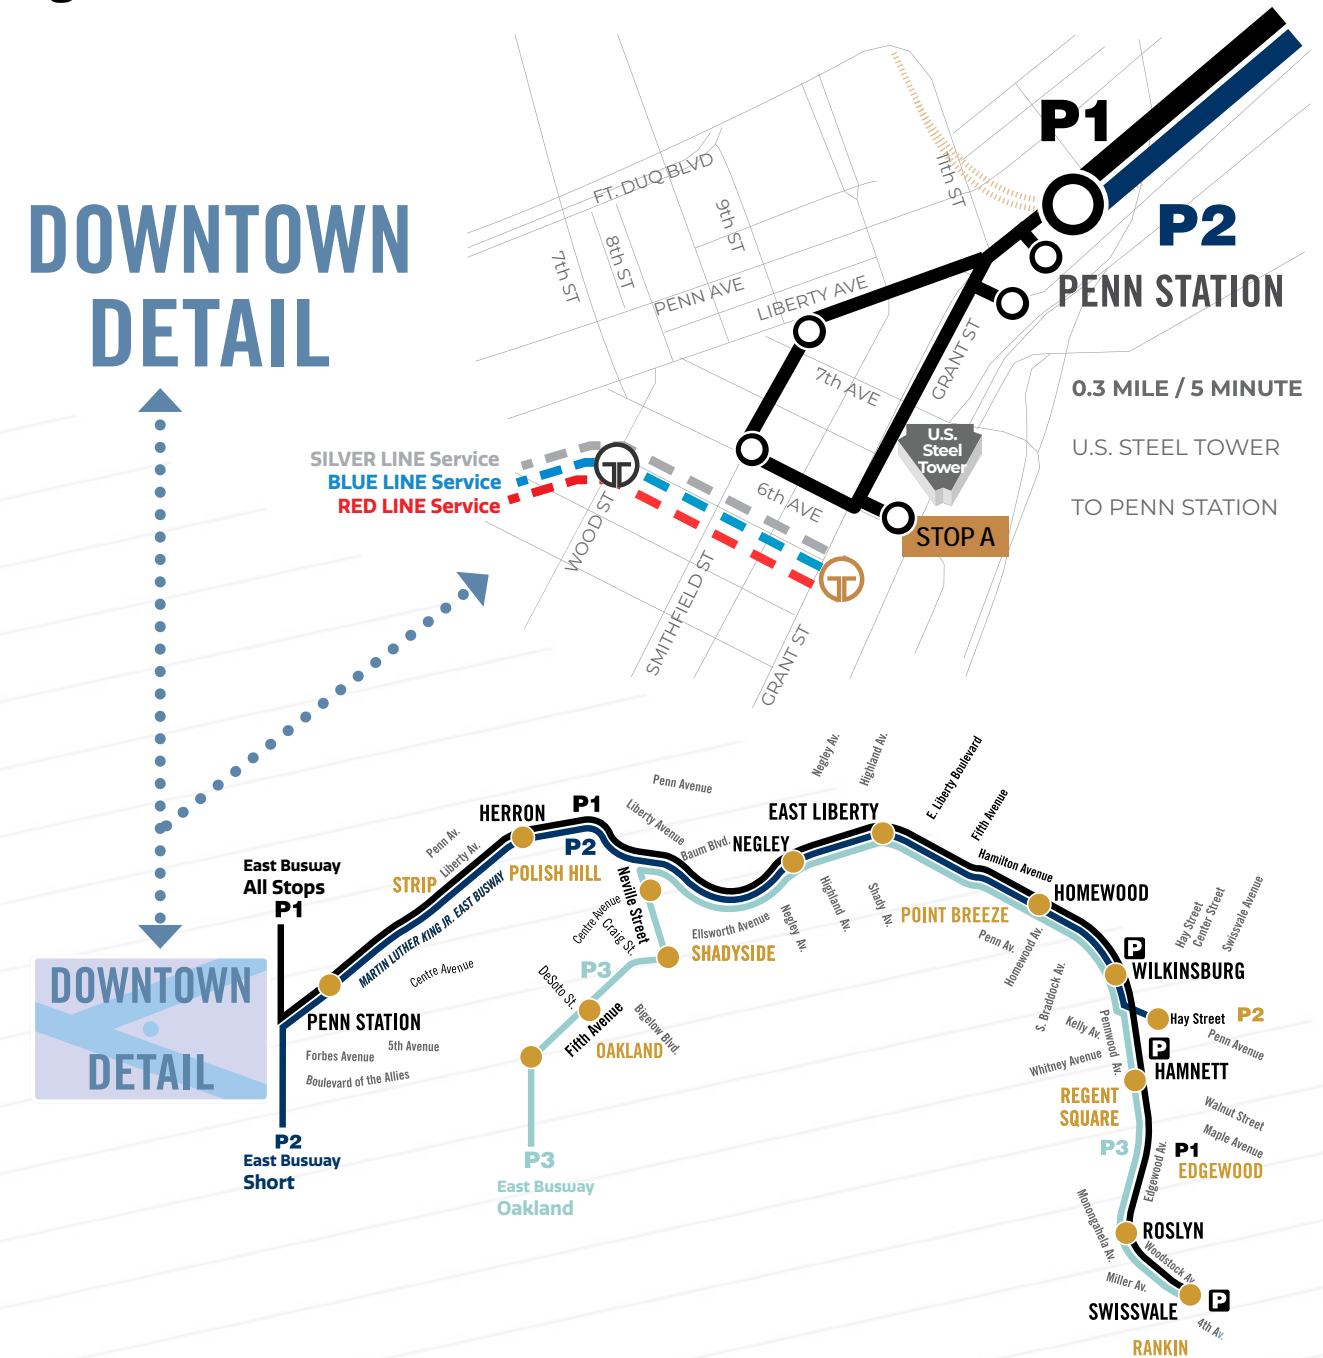 P1
P2
PENN STATION
0.3 MILE / 5 MINUTE
U.S. STEEL TOWER
TO PENN STATION
DOWNTOWN
DETAIL
FT. DUQ BLVD
11th ST
9th ST
8th ST
7th ST
PENN AVE
LIBERTY AVE
GRANT ST
7th AVE
U.S.
Steel
Tower
SILVER LINE Service
BLUE LINE Service
RED LINE Service
6th AVE
STOP A
WOOD ST
SMITHFIELD ST
GRANT ST
Negley Av.
Highland Av.
E. Liberty Boulevard
Fifth Avenue
Penn Avenue
HERRON
P1
P2
Liberty Avenue
Baum Blvd.
NEGLEY
EAST LIBERTY
Hamilton Avenue
HOMEWOOD
Penn Av.
Liberty Av.
STRIP
POLISH HILL
MARTIN LUTHER KING JR. EAST BUSWAY
East Busway
All Stops
P1
Neville Street
Centre Avenue
Craig St.
Ellsworth Avenue
Negley Av.
Highland Av.
Shady Av.
POINT BREEZE
Penn Av.
Homewood Av.
Hay Street
Center Street
Swissvale Avenue
SHADYSIDE
P3
Centre Avenue
DeSoto St.
Fifth Avenue
Bigelow Blvd.
OAKLAND
P
WILKINSBURG
S. Braddock Av.
Hay Street
P2
Penn Avenue
Kelly Av.
Pennwood Av.
Whitney Avenue
P
HAMNETT
DOWNTOWN
DETAIL
PENN STATION
Forbes Avenue
5th Avenue
Boulevard of the Allies
REGENT
SQUARE
Walnut Street
Maple Avenue
P3
P1
EDGEWOOD
Edgewood Av.
P2
East Busway
Short
P3
East Busway
Oakland
Monongahela Av.
ROSLYN
Woodstock Av.
Miller Av.
SWISSVALE
P
4th Av.
RANKIN